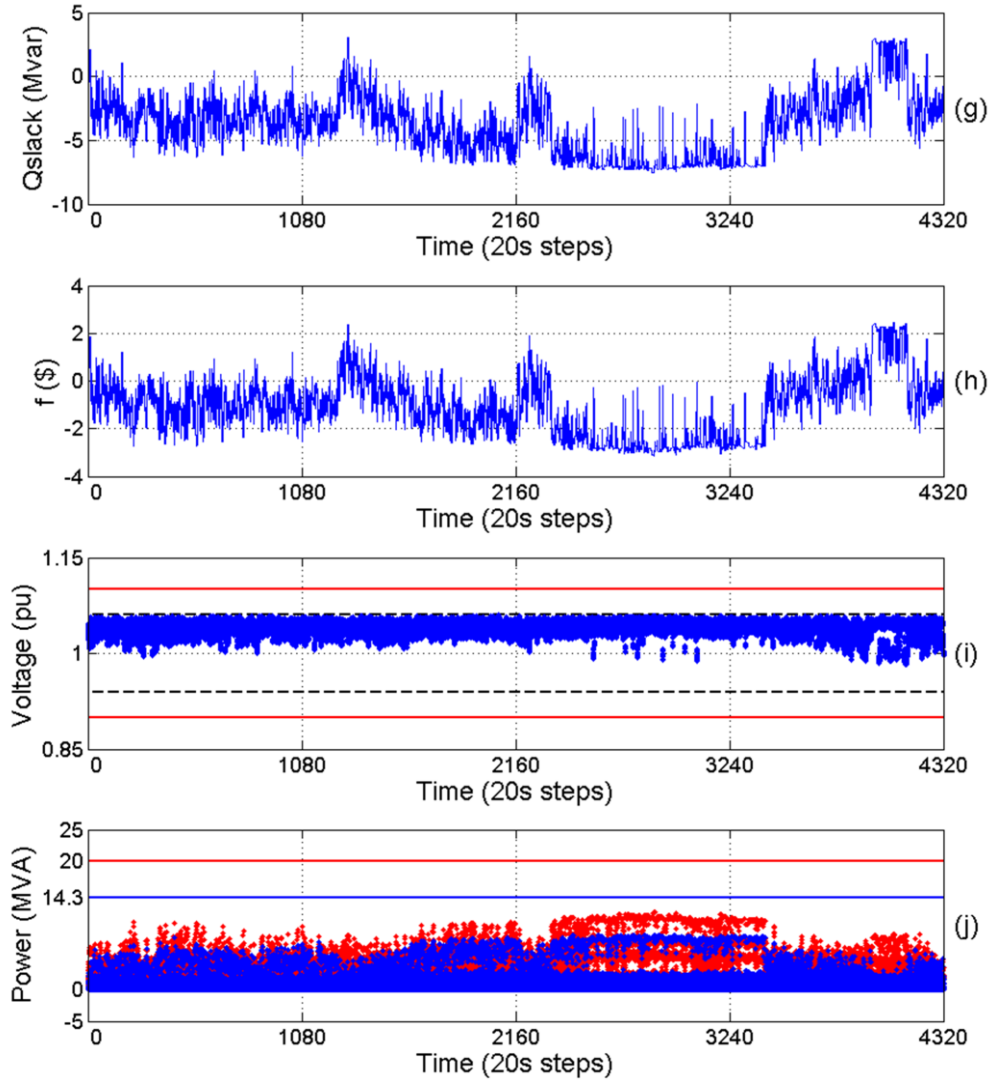 5
0
-5
-10
Qslack (Mvar)
(g)
0 1080 2160 3240 4320
Time (20s steps)
4
2
0
-2
-4
f ($)
(h)
0 1080 2160 3240 4320
Time (20s steps)
1.15
1
0.85
Voltage (pu)
(i)
0 1080 2160 3240 4320
Time (20s steps)
25
20
14.3
0
-5
Power (MVA)
(j)
0 1080 2160 3240 4320
Time (20s steps)